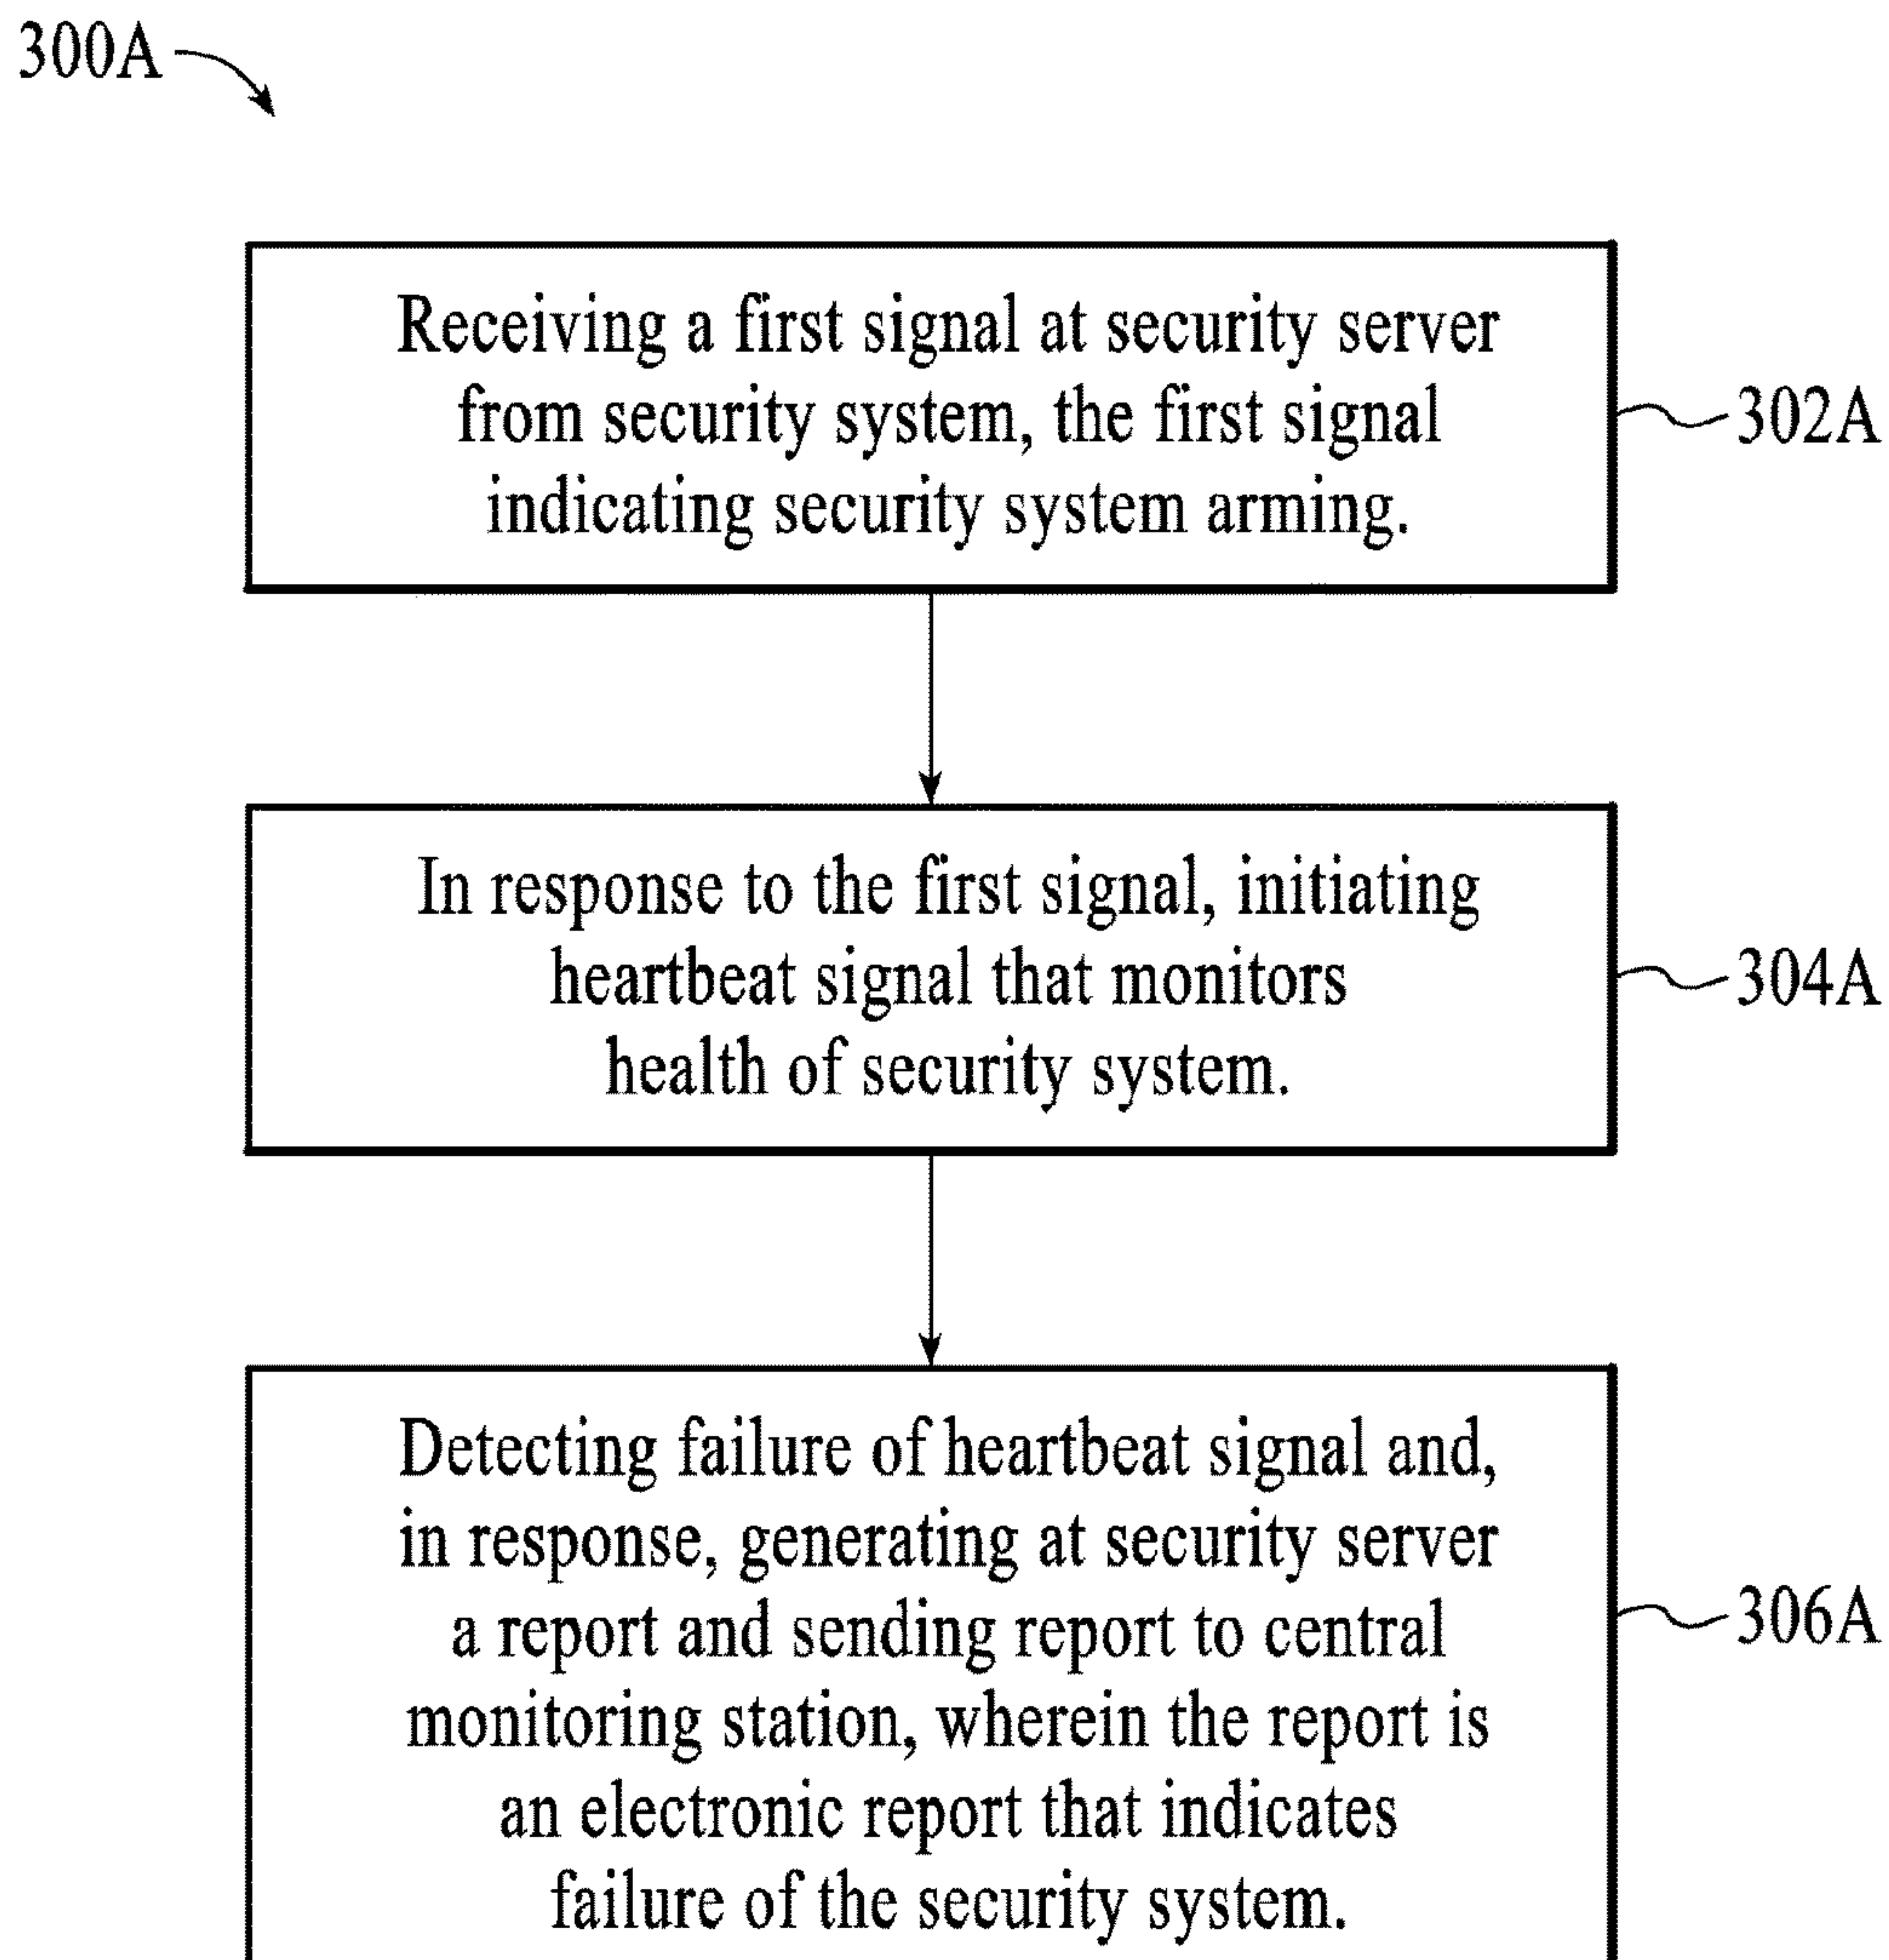 300A
Receiving a first signal at security server
from security system, the first signal
indicating security system arming.
302A
In response to the first signal, initiating
heartbeat signal that monitors
health of security system.
304A
Detecting failure of heartbeat signal and,
in response, generating at security server
a report and sending report to central
monitoring station, wherein the report is
an electronic report that indicates
failure of the security system.
306A